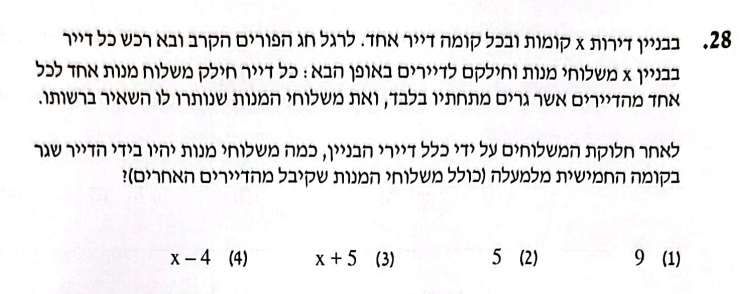 28. בבניין דירות x קומות ובכל קומה דייר אחד. לרגל חג הפורים הקרב ובא רכש כל דייר
בבניין x משלוחי מנות וחילקם לדיירים באופן הבא: כל דייר חילק משלוח מנות אחד לכל
אחד מהדיירים אשר גרים מתחתיו בלבד, ואת משלוחי המנות שנותרו לו השאיר ברשותו.
לאחר חלוקת המשלוחים על ידי כלל דיירי הבניין, כמה משלוחי מנות יהיו בידי הדייר שגר
בקומה החמישית מלמעלה (כולל משלוחי המנות שקיבל מהדיירים האחרים)?
(1) 9 (2) 5 (3) x + 5 (4) x – 4